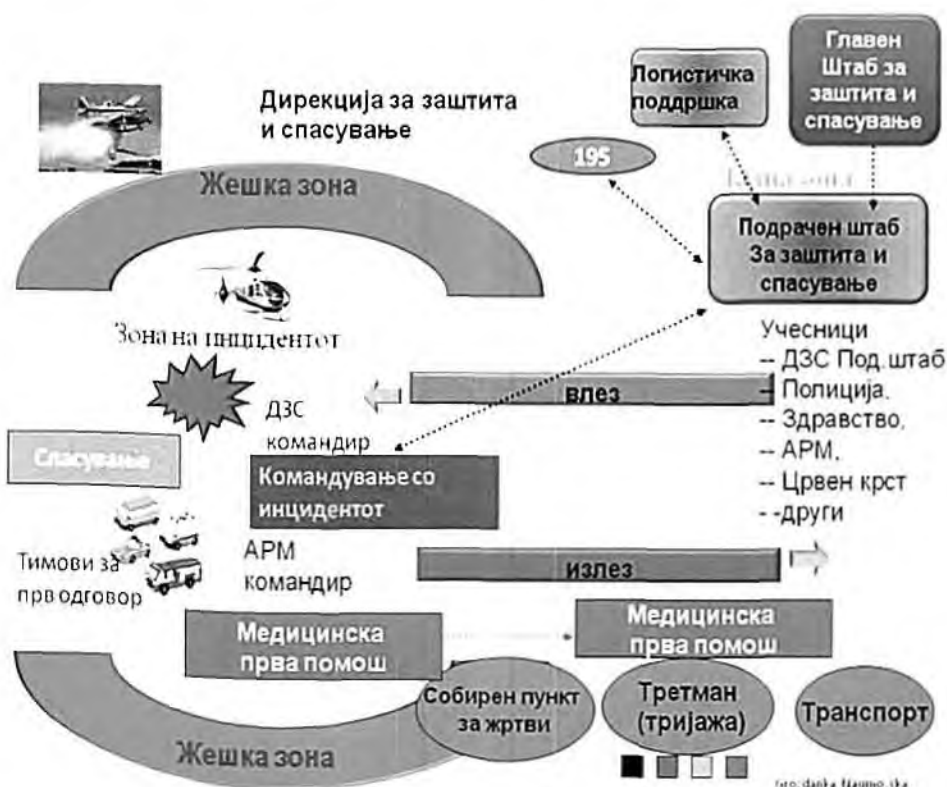 Главен
Штаб за
заштита и
спасување
Логистичка
поддршка
Дирекција за заштита
и спасување
195
Жешка зона
зона
Подрачен штаб
За заштита и
спасување
Зона на инцидентот
Учесници
-- ДЗС Под.штаб
- Полиција,
-- Здравство,
-- АРМ,
-- Црвен крст
--други
влез
ДЗС
командир
Спасување
Командување со
инцидентот
Тимови за
прв одговор
АРМ
командир
излез
Медицинска
прва помош
Медицинска
прва помош
Собирен пункт
за жртви
Третман
(тријажа)
Транспорт
Жешка зона